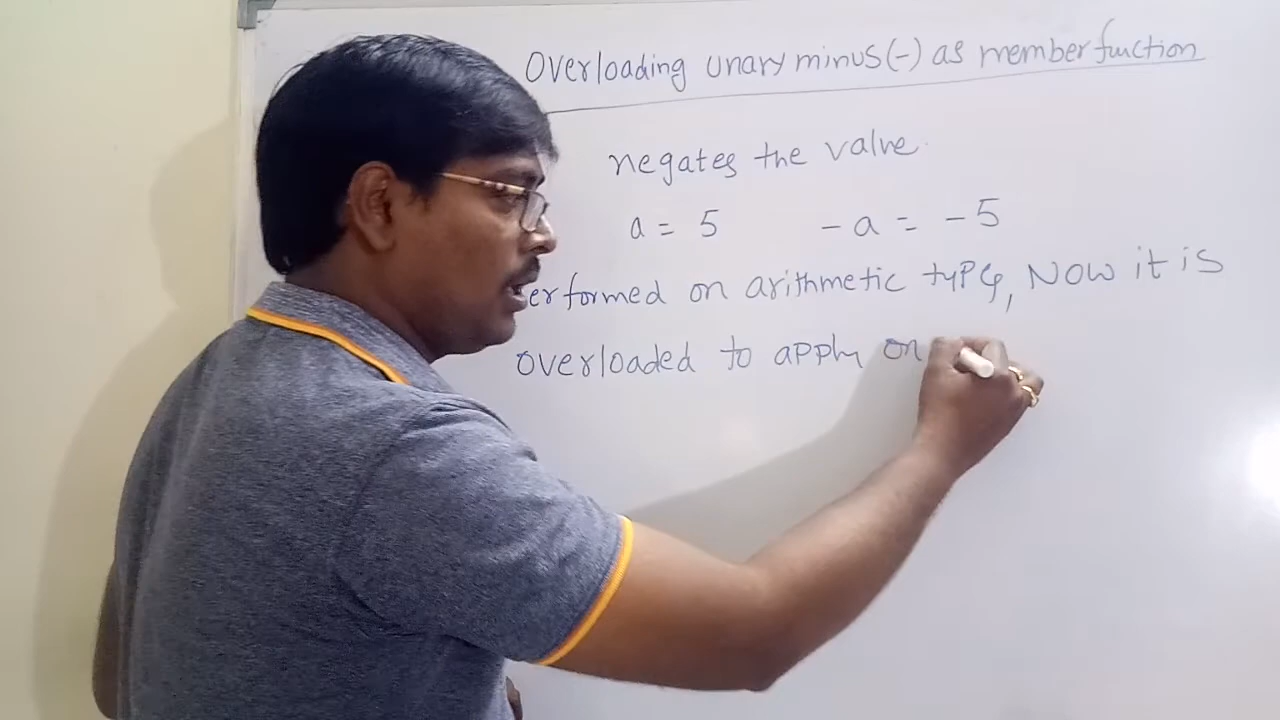 Overloading unary minus(-) as member function
negates the value.
a = 5 -a = -5
erformed on arithmetic type, Now it is
overloaded to apply on